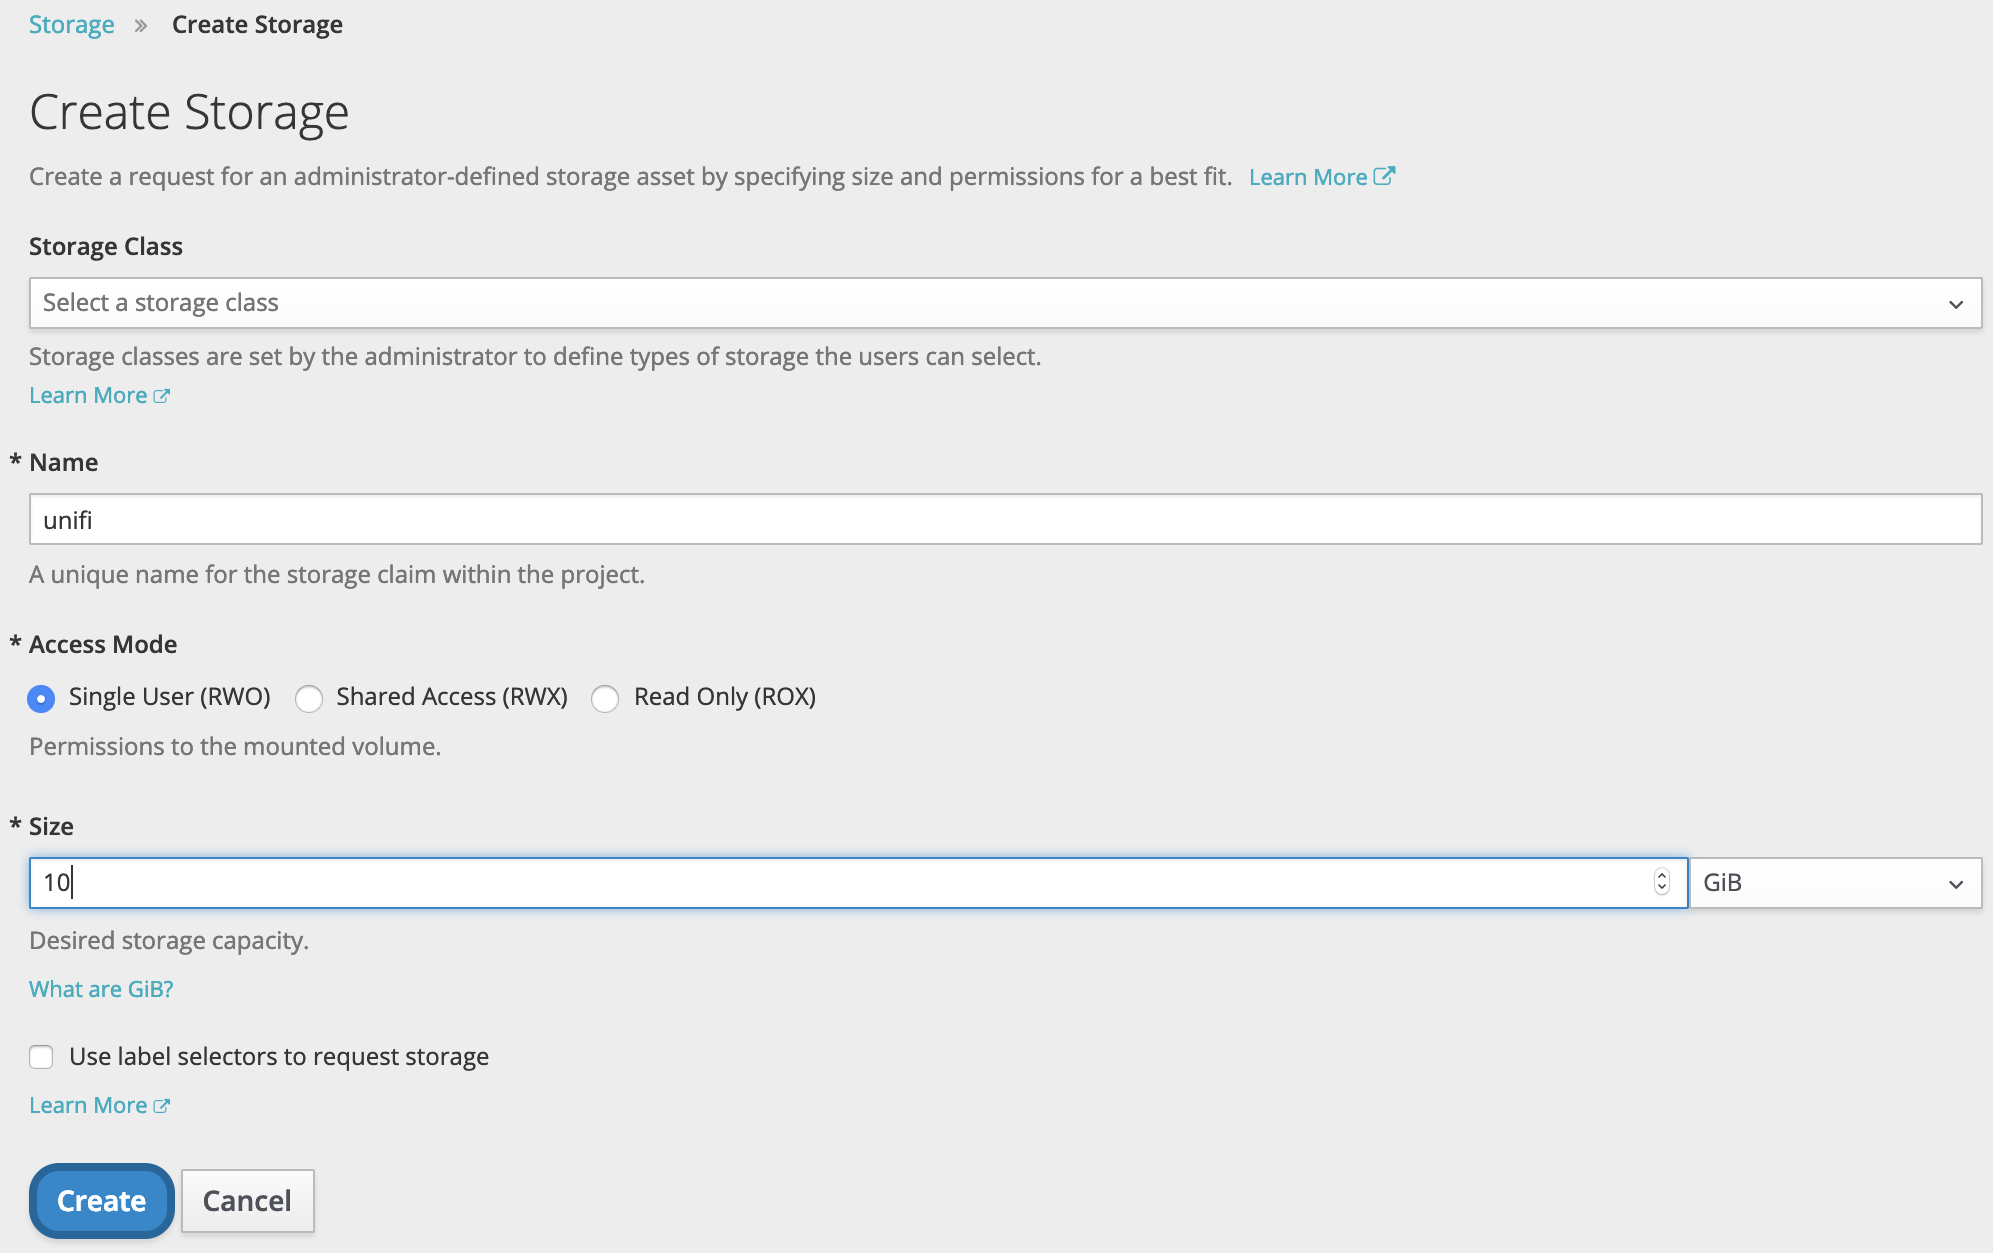 Storage » Create Storage
Create Storage
Create a request for an administrator-defined storage asset by specifying size and permissions for a best fit. Learn More
Storage Class
Select a storage class
Storage classes are set by the administrator to define types of storage the users can select.
Learn More
* Name
unifi
A unique name for the storage claim within the project.
* Access Mode
Single User (RWO) Shared Access (RWX) Read Only (ROX)
Permissions to the mounted volume.
* Size
10 GiB
Desired storage capacity.
What are GiB?
Use label selectors to request storage
Learn More
Create Cancel